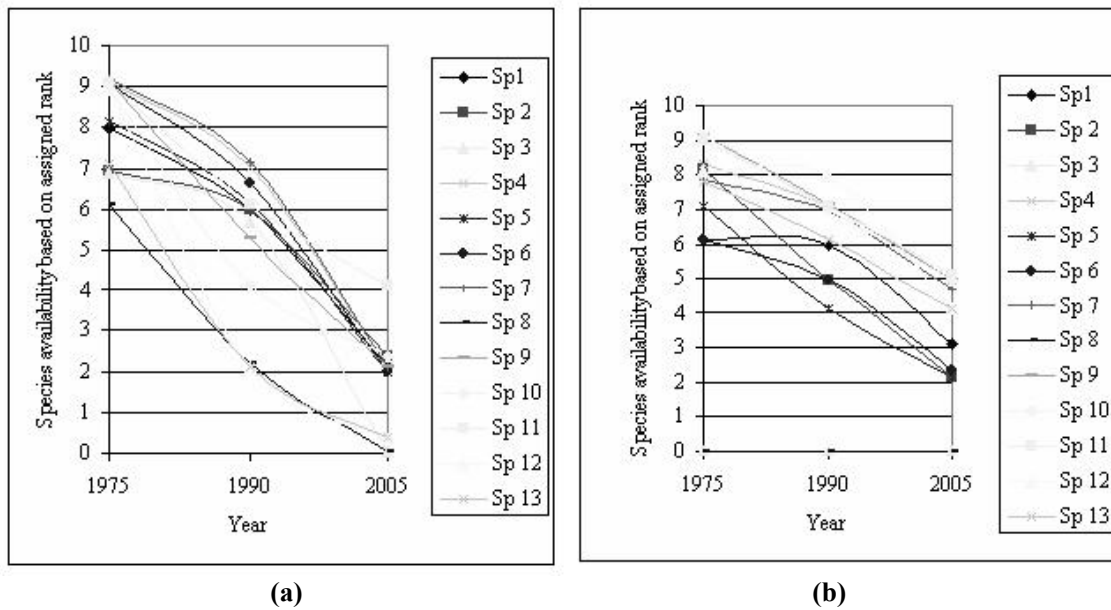 Species availability based on assigned rank
10
9
8
7
6
5
4
3
2
1
0
1975 1990 2005
Year
Sp1
Sp 2
Sp 3
Sp4
Sp 5
Sp 6
Sp 7
Sp 8
Sp 9
Sp 10
Sp 11
Sp 12
Sp 13
(a)
Species availability based on assigned rank
10
9
8
7
6
5
4
3
2
1
0
1975 1990 2005
Year
Sp1
Sp 2
Sp 3
Sp4
Sp 5
Sp 6
Sp 7
Sp 8
Sp 9
Sp 10
Sp 11
Sp 12
Sp 13
(b)